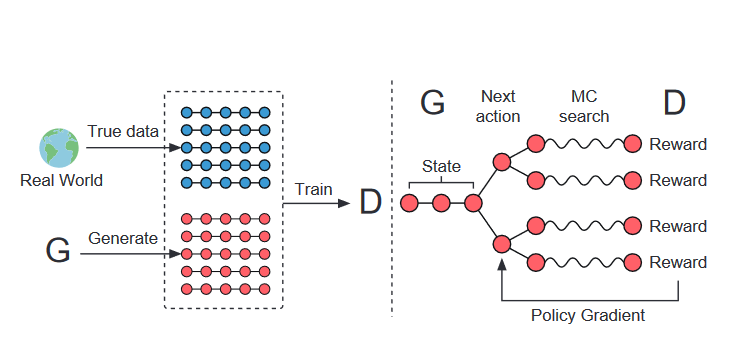 True data
Real World
G
Generate
Train
D
G
Next
action
MC
search
D
State
Reward
Reward
Reward
Reward
Policy Gradient